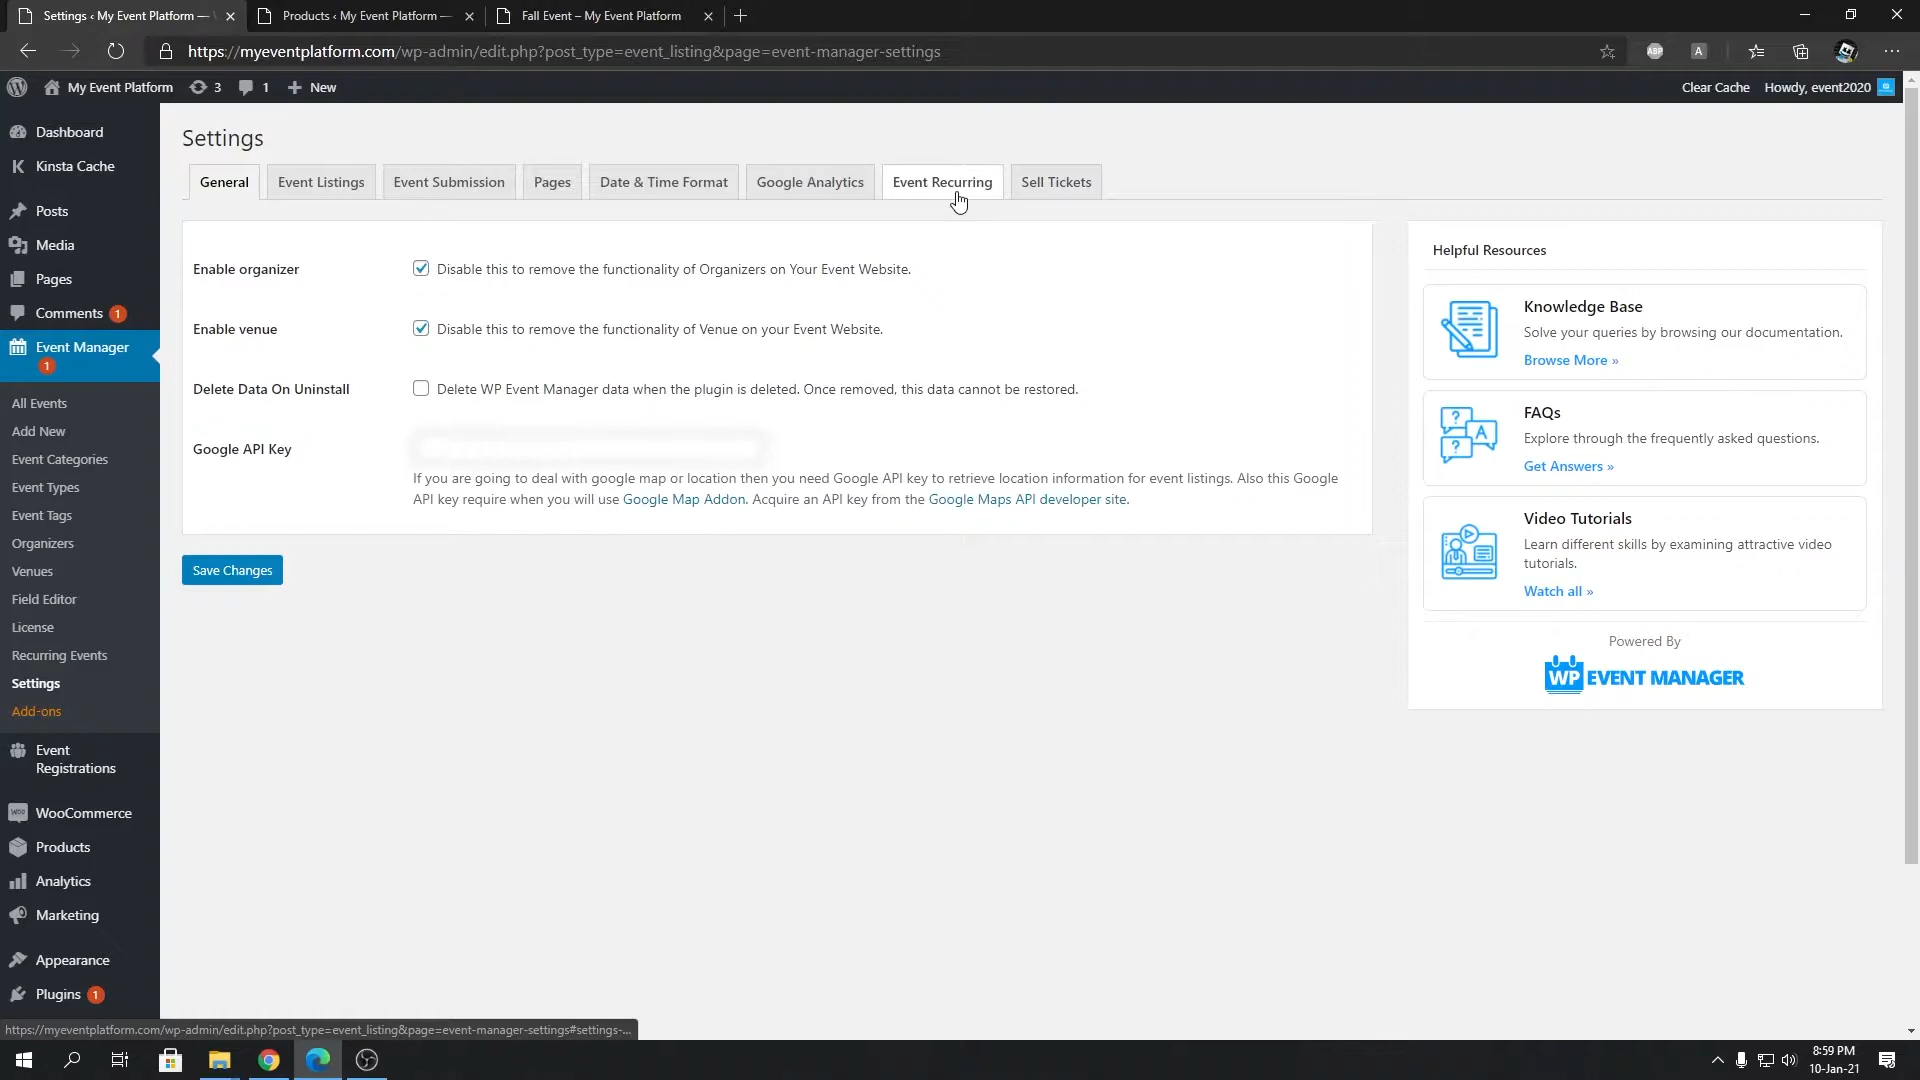 Settings ‹ My Event Platform —
Products ‹ My Event Platform —
Fall Event – My Event Platform
https://myeventplatform.com/wp-admin/edit.php?post_type=event_listing&page=event-manager-settings
ABP
A
My Event Platform
3
1
New
Clear Cache
Howdy, event2020
Dashboard
Kinsta Cache
Posts
Media
Pages
Comments 1
Event Manager
1
All Events
Add New
Event Categories
Event Types
Event Tags
Organizers
Venues
Field Editor
License
Recurring Events
Settings
Add-ons
Event
Registrations
WooCommerce
Products
Analytics
Marketing
Appearance
Plugins 1
Settings
General
Event Listings
Event Submission
Pages
Date & Time Format
Google Analytics
Event Recurring
Sell Tickets
Enable organizer
Disable this to remove the functionality of Organizers on Your Event Website.
Enable venue
Disable this to remove the functionality of Venue on your Event Website.
Delete Data On Uninstall
Delete WP Event Manager data when the plugin is deleted. Once removed, this data cannot be restored.
Google API Key
If you are going to deal with google map or location then you need Google API key to retrieve location information for event listings. Also this Google
API key require when you will use Google Map Addon. Acquire an API key from the Google Maps API developer site.
Save Changes
Helpful Resources
Knowledge Base
Solve your queries by browsing our documentation.
Browse More »
FAQs
Explore through the frequently asked questions.
Get Answers »
Video Tutorials
Learn different skills by examining attractive video
tutorials.
Watch all »
Powered By
WP EVENT MANAGER
https://myeventplatform.com/wp-admin/edit.php?post_type=event_listing&page=event-manager-settings#settings-...
8:59 PM
10-Jan-21